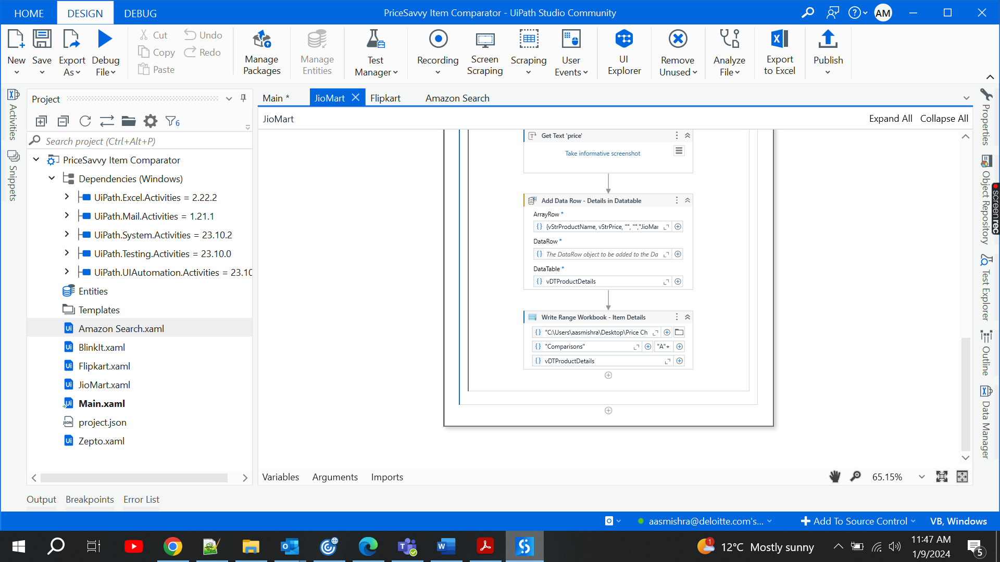 HOME
DESIGN
DEBUG
PriceSavvy Item Comparator - UiPath Studio Community
AM
New
Save
Export As
Debug File
Cut
Copy
Paste
Undo
Redo
Manage Packages
Manage Entities
Test Manager
Recording
Screen Scraping
Scraping
User Events
UI Explorer
Remove Unused
Analyze File
Export to Excel
Publish
Activities
Snippets
Project
6
Search project (Ctrl+Alt+P)
PriceSavvy Item Comparator
Dependencies (Windows)
UiPath.Excel.Activities = 2.22.2
UiPath.Mail.Activities = 1.21.1
UiPath.System.Activities = 23.10.2
UiPath.Testing.Activities = 23.10.0
UiPath.UIAutomation.Activities = 23.10
Entities
Templates
Amazon Search.xaml
BlinkIt.xaml
Flipkart.xaml
JioMart.xaml
Main.xaml
JSON
project.json
Zepto.xaml
Main *
JioMart
Flipkart
Amazon Search
JioMart
Expand All
Collapse All
Get Text 'price'
Take informative screenshot
Add Data Row - Details in Datatable
ArrayRow *
{vStrProductName, vStrPrice, "", "","JioMar
DataRow *
The DataRow object to be added to the Da
DataTable *
vDTProductDetails
Write Range Workbook - Item Details
"C:\Users\aasmishra\Desktop\Price Ch
"Comparisons"
"A"+
vDTProductDetails
Properties
Object Repository
Test Explorer
Outline
Data Manager
screenrec
Variables
Arguments
Imports
65.15%
Output
Breakpoints
Error List
aasmishra@deloitte.com's...
Add To Source Control
VB, Windows
1
12°C Mostly sunny
11:47 AM
1/9/2024
5